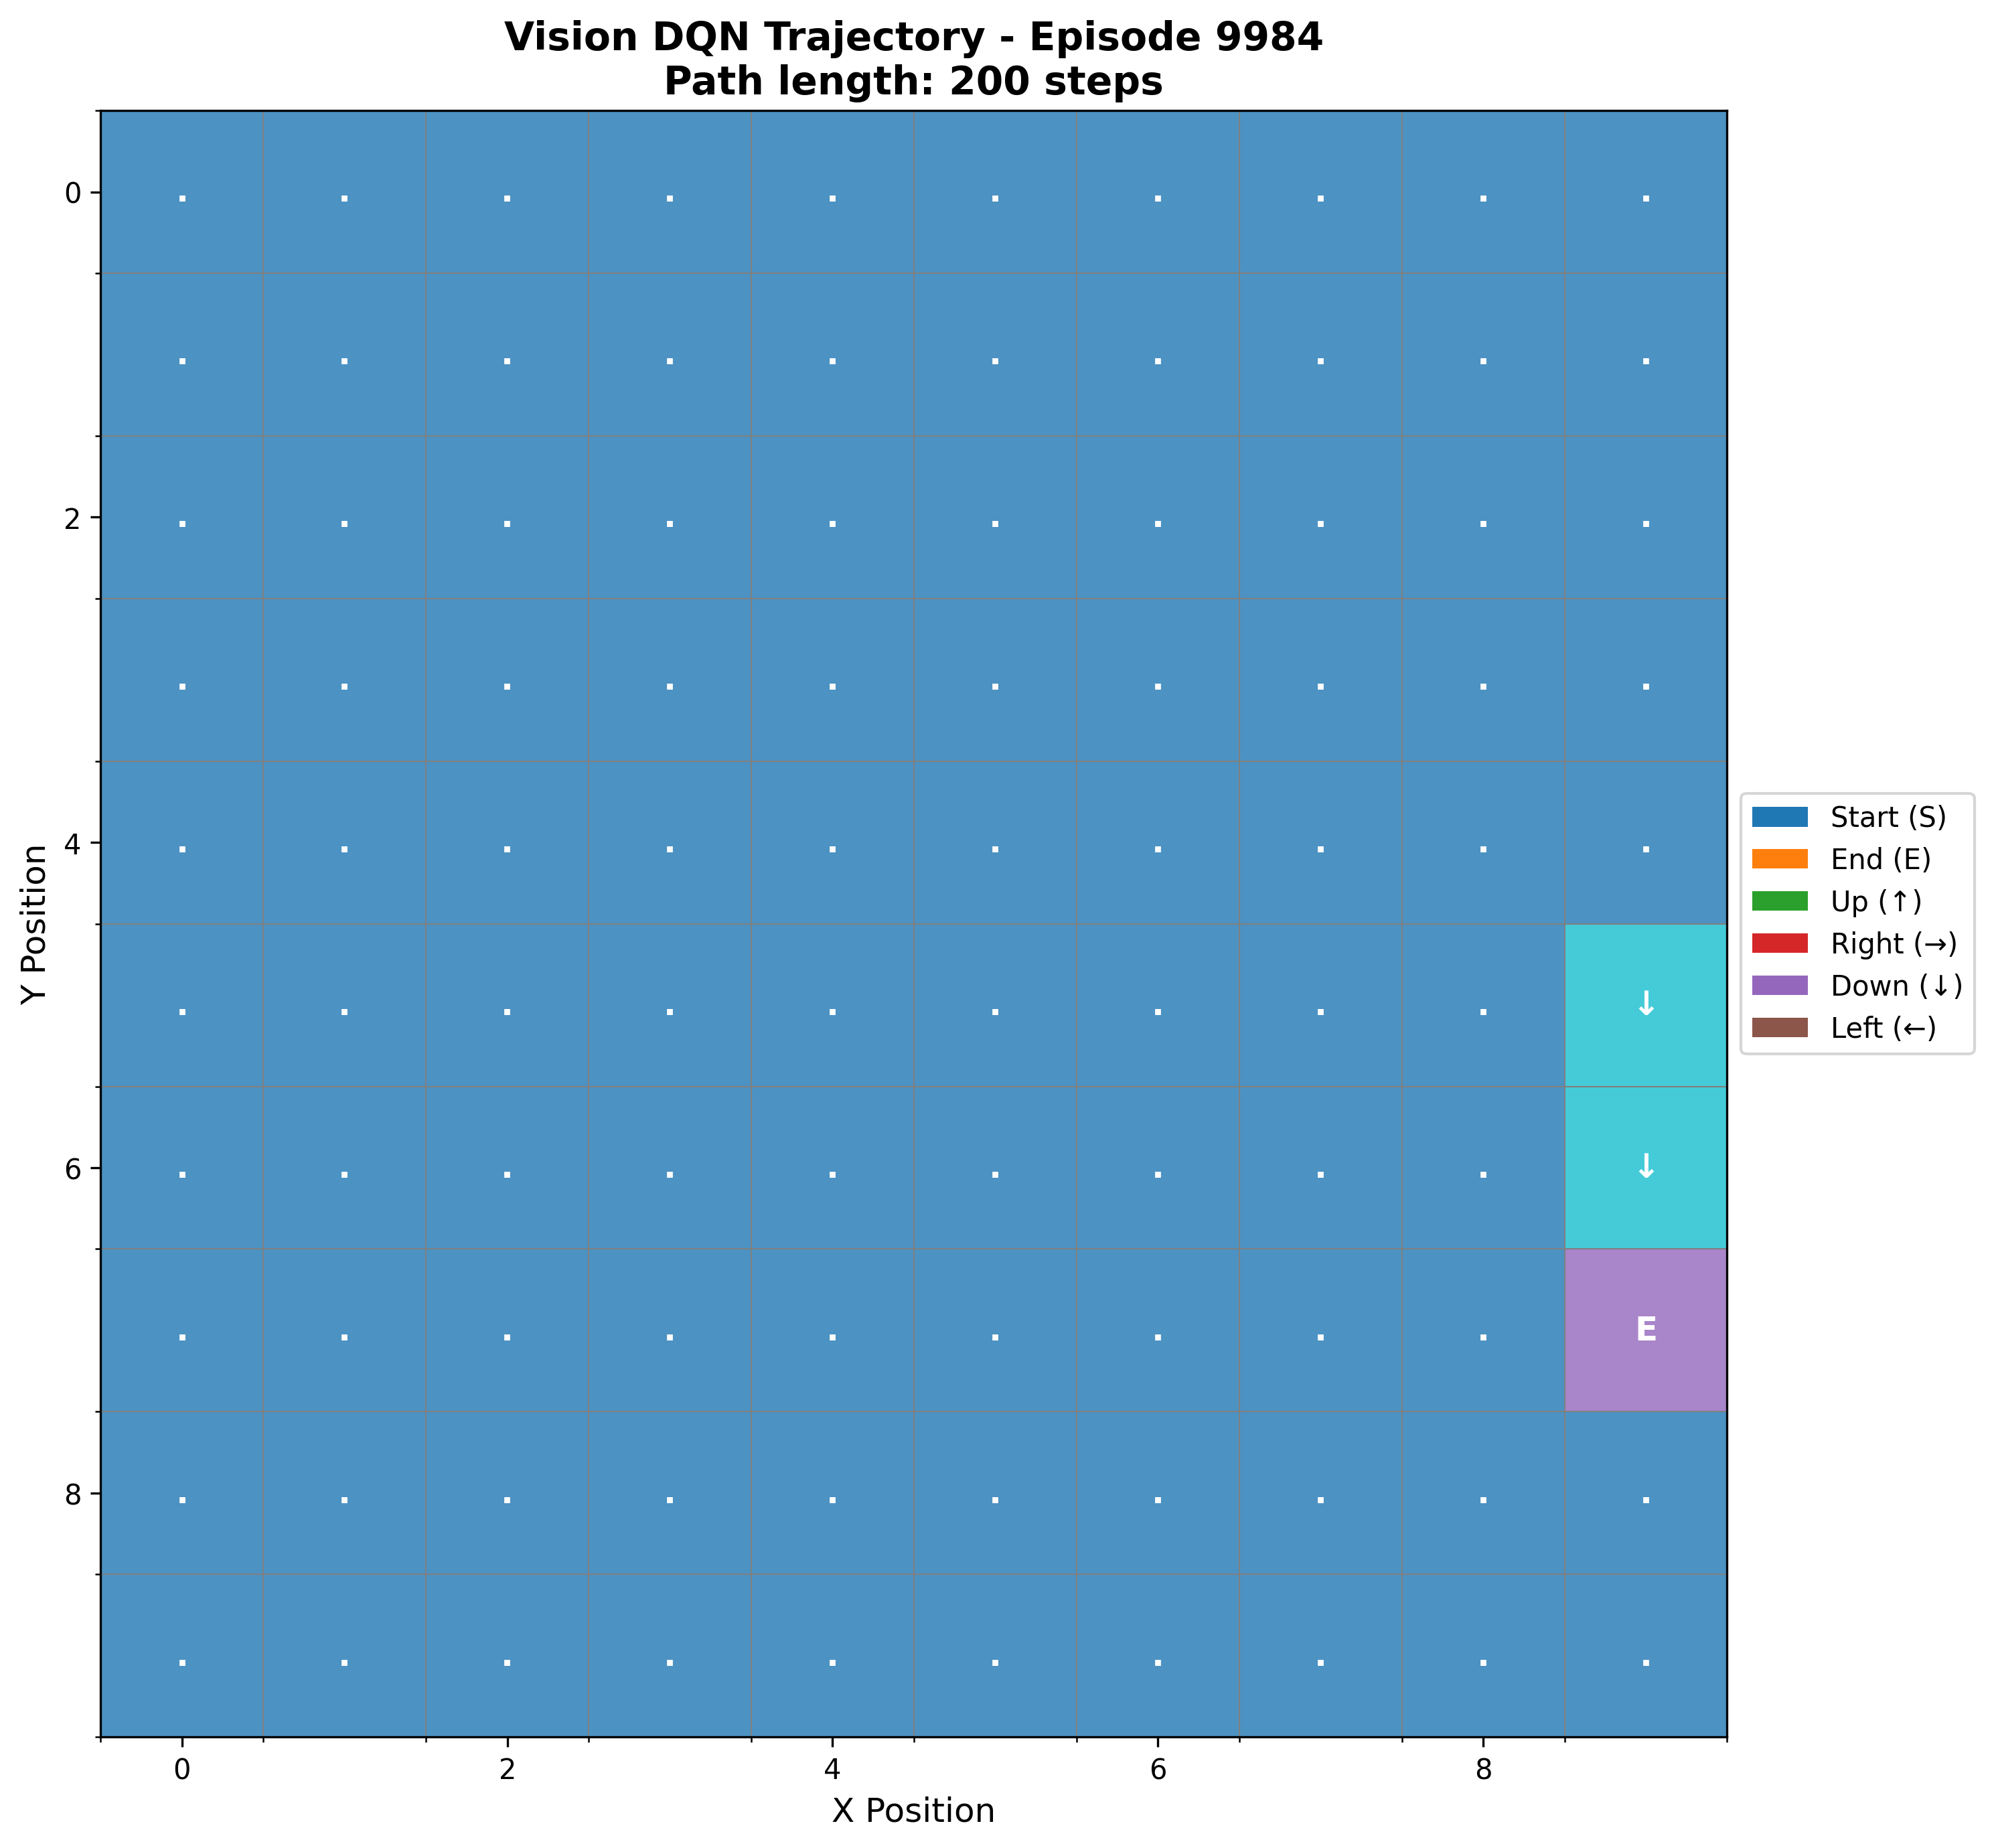 Vision DQN Trajectory - Episode 9984
Path length: 200 steps
Y Position
0
2
4
6
8
↓
↓
E
0 2 4 6 8
X Position
Start (S)
End (E)
Up (↑)
Right (→)
Down (↓)
Left (←)